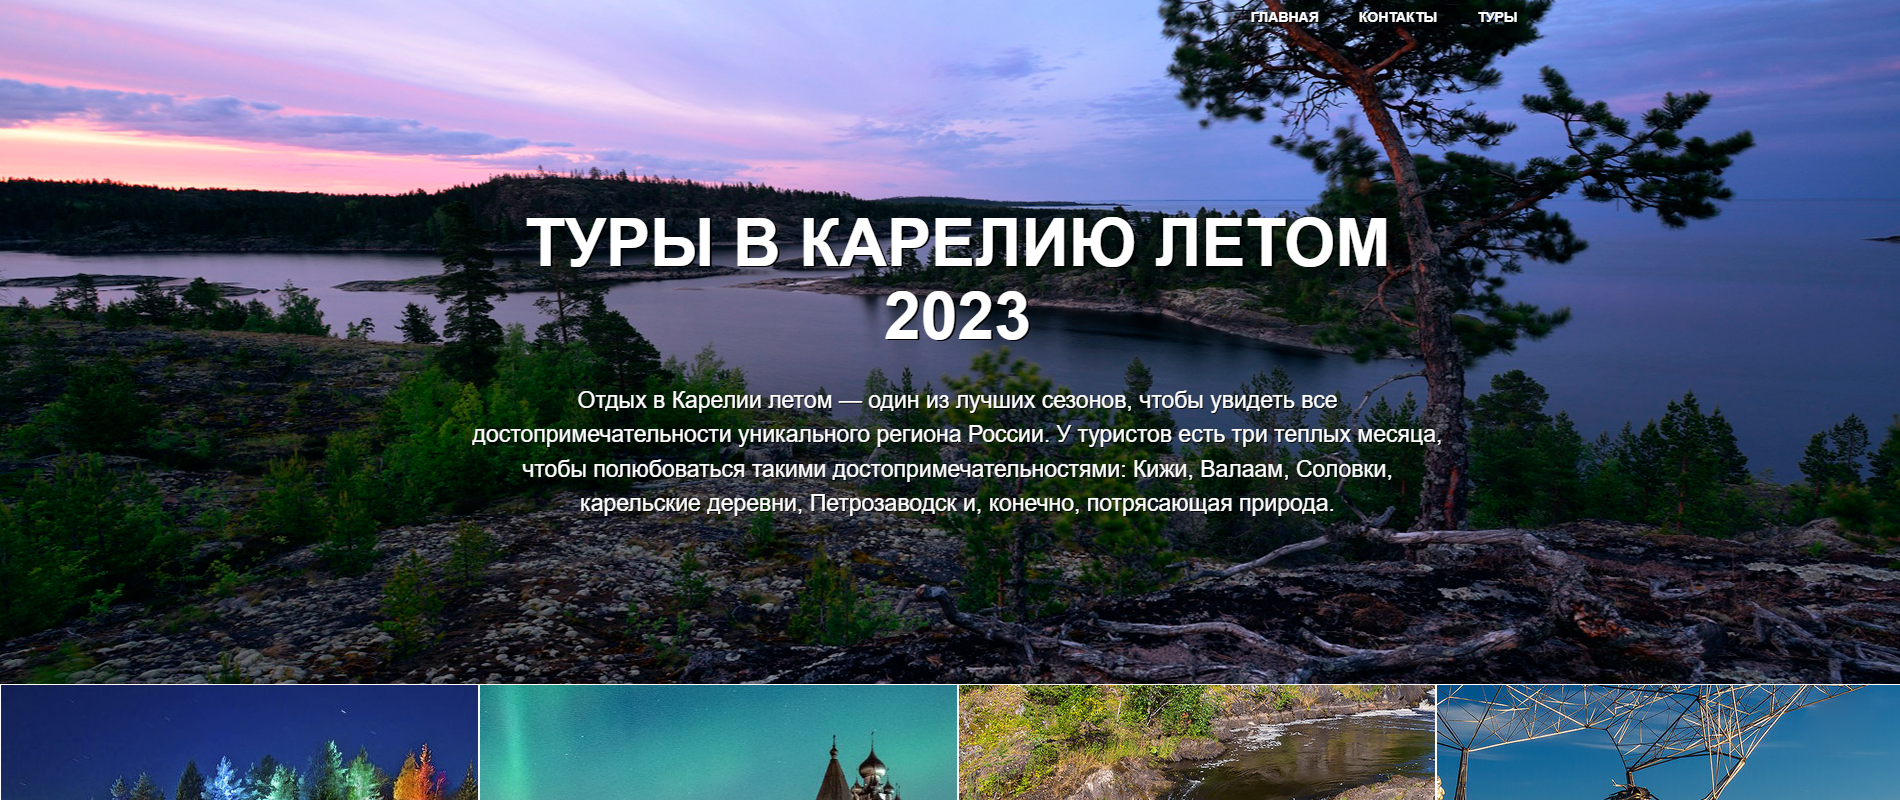 ГЛАВНАЯ КОНТАКТЫ ТУРЫ
ТУРЫ В КАРЕЛИЮ ЛЕТОМ
2023
Отдых в Карелии летом — один из лучших сезонов, чтобы увидеть все
достопримечательности уникального региона России. У туристов есть три теплых месяца,
чтобы полюбоваться такими достопримечательностями: Кижи, Валаам, Соловки,
карельские деревни, Петрозаводск и, конечно, потрясающая природа.